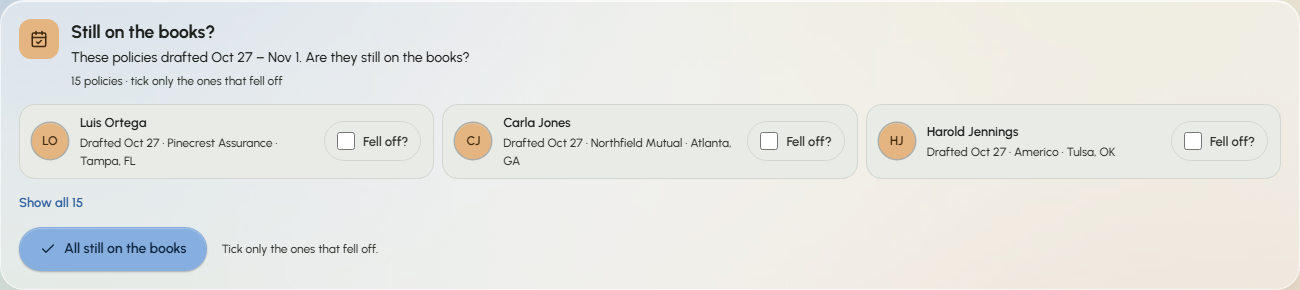 Still on the books?
These policies drafted Oct 27 – Nov 1. Are they still on the books?
15 policies · tick only the ones that fell off
LO
Luis Ortega
Drafted Oct 27 · Pinecrest Assurance ·
Tampa, FL
Fell off?
CJ
Carla Jones
Drafted Oct 27 · Northfield Mutual · Atlanta,
GA
Fell off?
HJ
Harold Jennings
Drafted Oct 27 · Americo · Tulsa, OK
Fell off?
Show all 15
All still on the books
Tick only the ones that fell off.